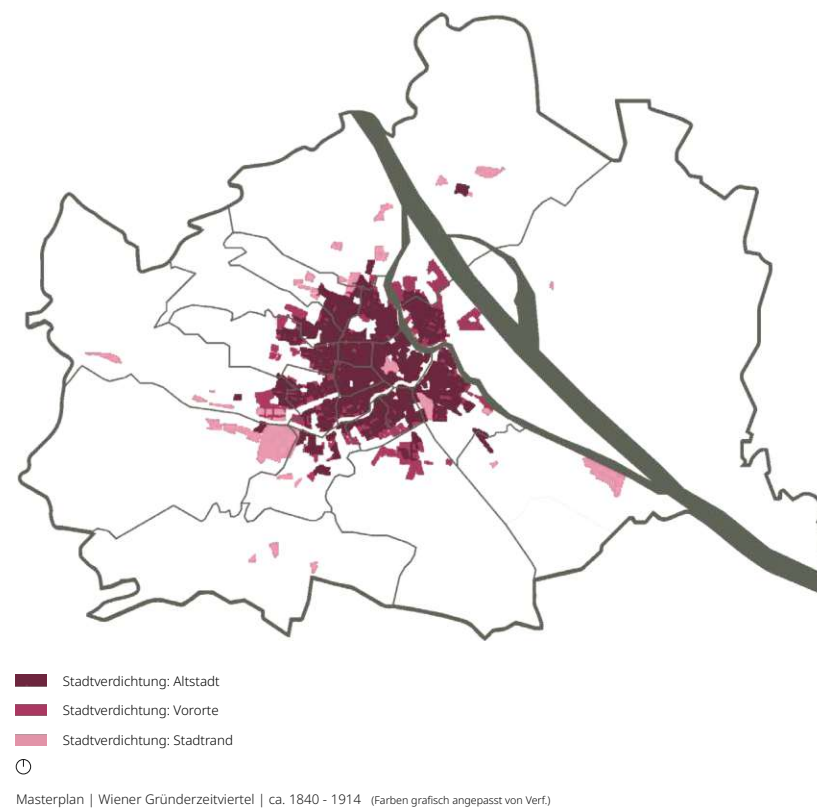 Stadtverdichtung: Altstadt
Stadtverdichtung: Vororte
Stadtverdichtung: Stadtrand
Masterplan | Wiener Gründerzeitviertel | ca. 1840 - 1914 (Farben grafisch angepasst von Verf.)